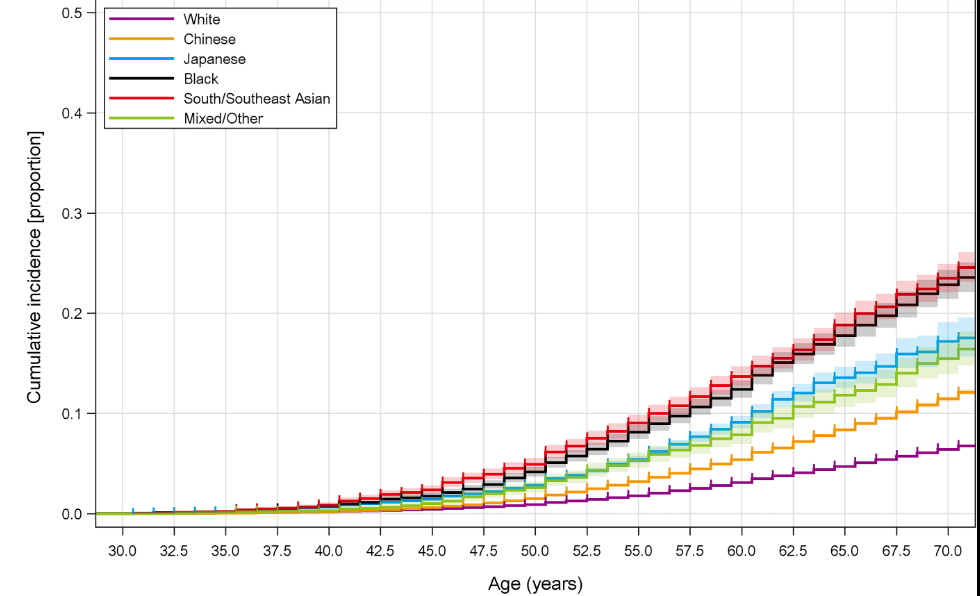 0.5
0.4
0.3
0.2
0.1
0.0
Cumulative incidence [proportion]
White
Chinese
Japanese
Black
South/Southeast Asian
Mixed/Other
30.0 32.5 35.0 37.5 40.0 42.5 45.0 47.5 50.0 52.5 55.0 57.5 60.0 62.5 65.0 67.5 70.0
Age (years)